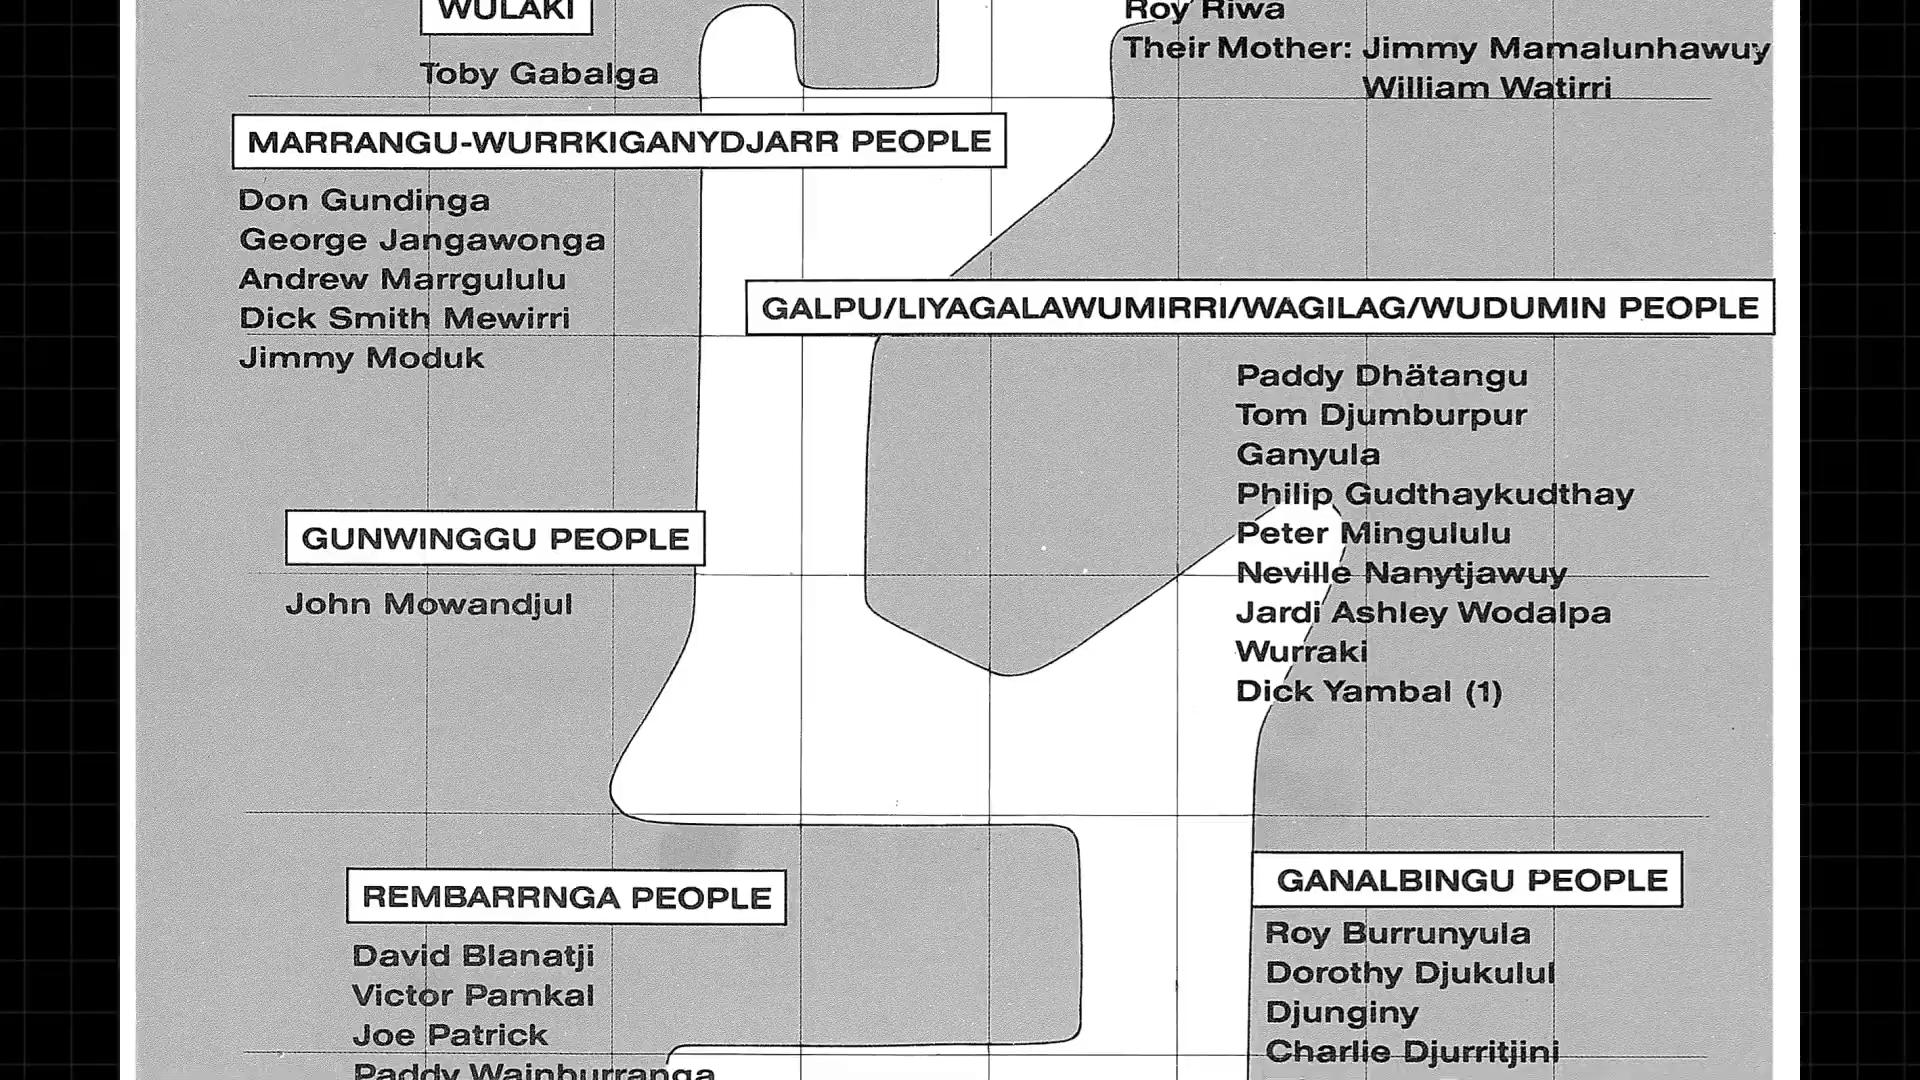 WULAKI
Toby Gabalga
Roy Riwa
Their Mother: Jimmy Mamalunhawuy
William Watirri
MARRANGU-WURRKIGANYDJARR PEOPLE
Don Gundinga
George Jangawonga
Andrew Marrgululu
Dick Smith Mewirri
Jimmy Moduk
GALPU/LIYAGALAWUMIRRI/WAGILAG/WUDUMIN PEOPLE
Paddy Dhätangu
Tom Djumburpur
Ganyula
Philip Gudthaykudthay
Peter Mingululu
Neville Nanytjawuy
Jardi Ashley Wodalpa
Wurraki
Dick Yambal (1)
GUNWINGGU PEOPLE
John Mowandjul
REMBARRNGA PEOPLE
David Blanatji
Victor Pamkal
Joe Patrick
Paddy Wainburranga
GANALBINGU PEOPLE
Roy Burrunyula
Dorothy Djukulul
Djunginy
Charlie Djurritjini